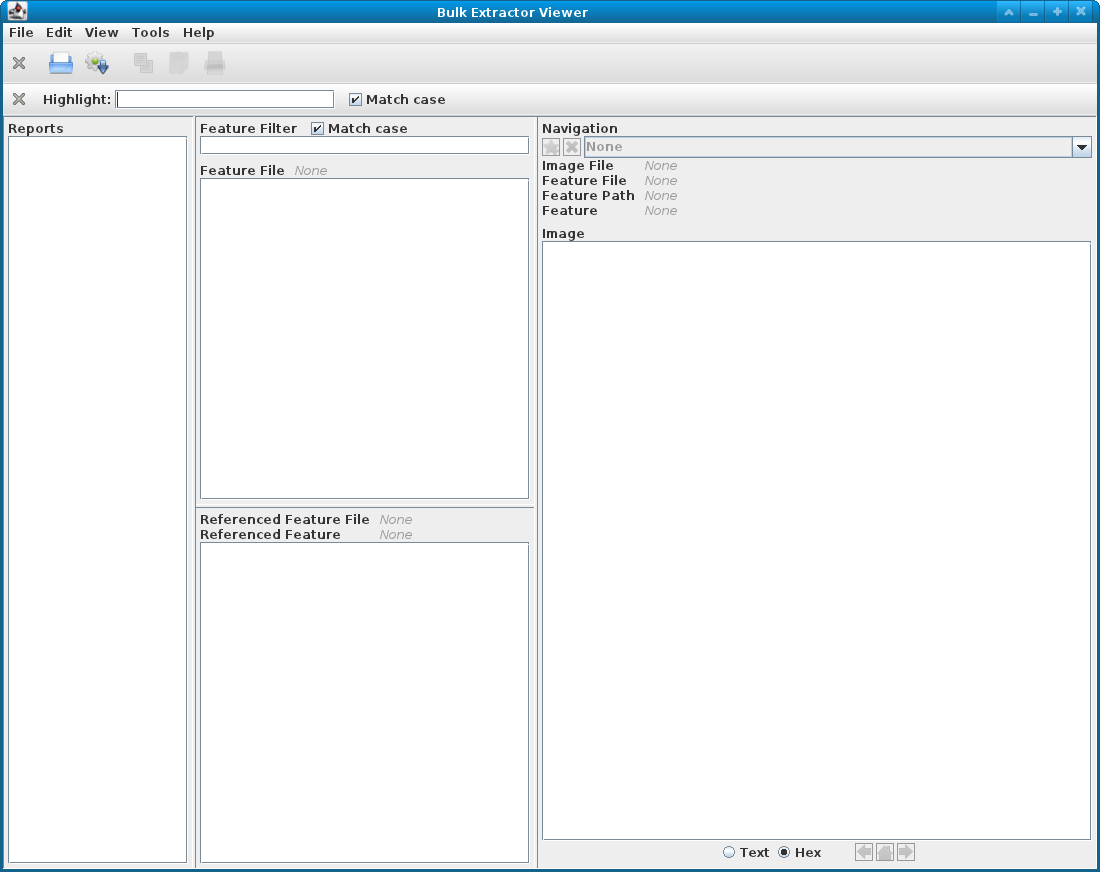 Bulk Extractor Viewer
File Edit View Tools Help
Highlight: Match case
Reports
Feature Filter Match case
Feature File None
Referenced Feature File None
Referenced Feature None
Navigation
None
Image File None
Feature File None
Feature Path None
Feature None
Image
Text Hex